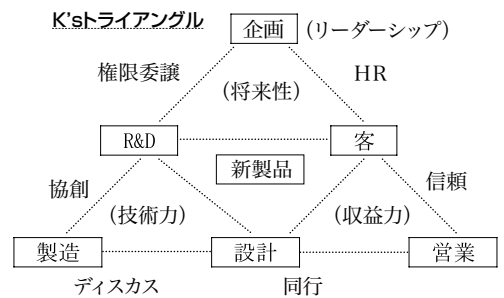 K'sトライアングル
企画 (リーダーシップ)
権限委譲
(将来性)
HR
R&D
客
新製品
協創
(技術力)
(収益力)
信頼
製造
設計
営業
ディスカス
同行